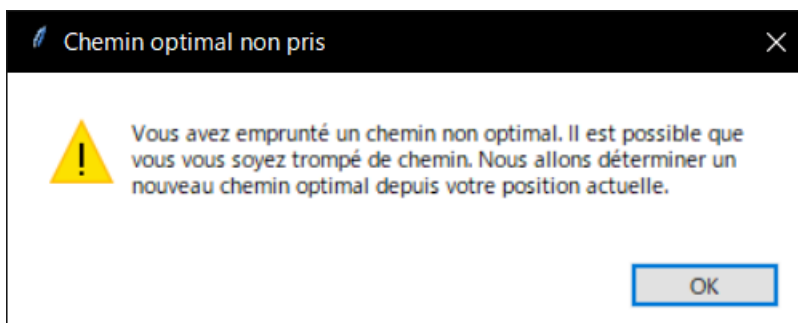 Chemin optimal non pris
Vous avez emprunté un chemin non optimal. Il est possible que
vous vous soyez trompé de chemin. Nous allons déterminer un
nouveau chemin optimal depuis votre position actuelle.
OK